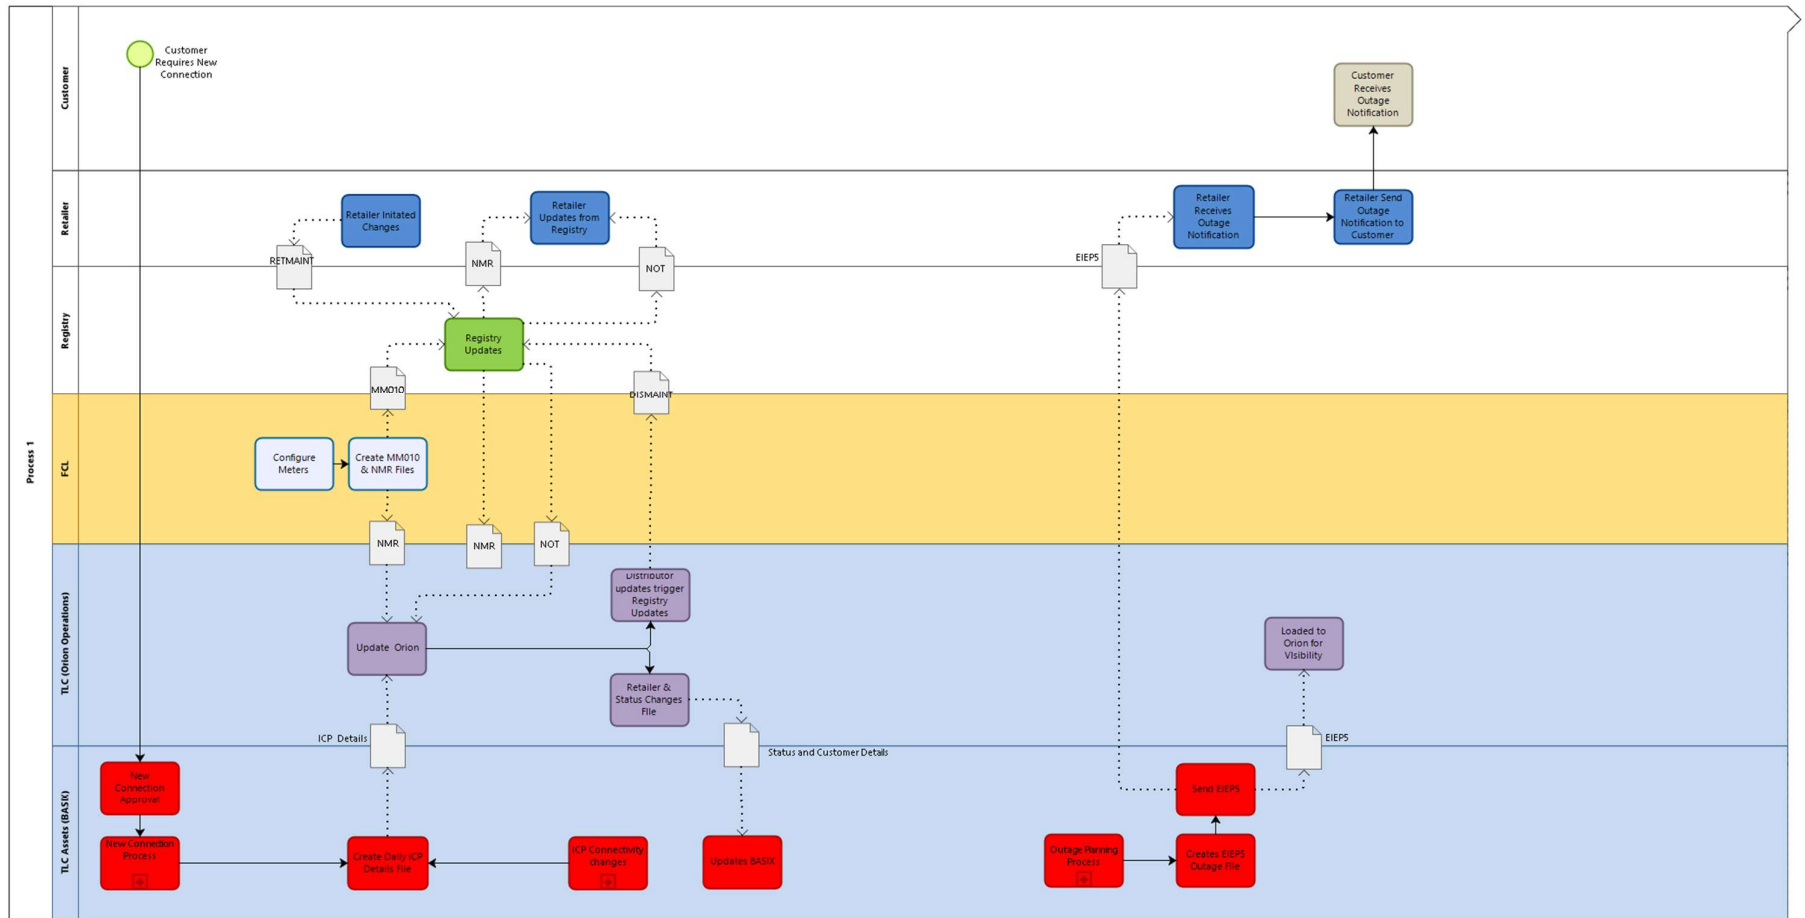 Process 1
Customer
Customer
Requires New
Connection
Customer
Receives
Outage
Notification
Retailer
Retailer Initated
Changes
Retailer
Updates from
Registry
Retailer
Receives
Outage
Notification
Retailer Send
Outage
Notification to
Customer
RETMAINT
NMR
NOT
EIEP5
Registry
Registry
Updates
MM010
DISMAINT
FCL
Configure
Meters
Create MM010
& NMR Files
NMR
NMR
NOT
TLC (Orion Operations)
Distributor
updates trigger
Registry
Updates
Update Orion
Loaded to
Orion for
VIsibility
Retailer &
Status Changes
FIle
ICP Details
Status and Customer Details
EIEP5
TLC Assets (BASIX)
New
Connection
Approval
Send EIEP5
New Connection
Process
Create Daily ICP
Details File
ICP Connectivity
changes
Updates BASIX
Outage Planning
Process
Creates EIEP5
Outage File